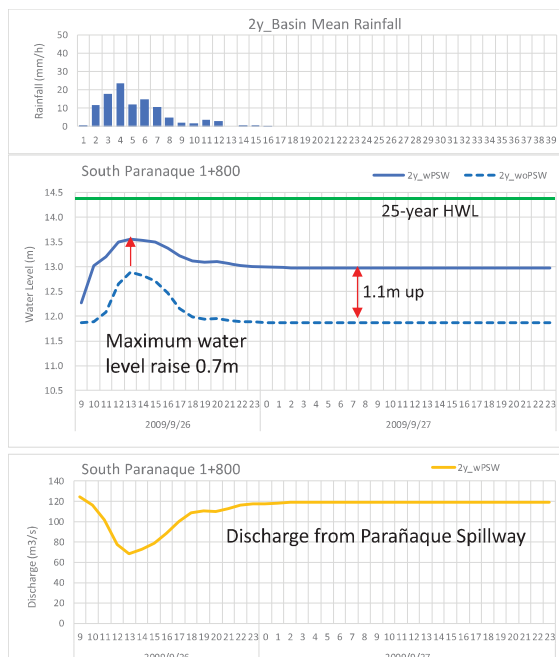 2y_Basin Mean Rainfall
Rainfall (mm/h)
50
40
30
20
10
0
1 2 3 4 5 6 7 8 9 10 11 12 13 14 15 16 17 18 19 20 21 22 23 24 25 26 27 28 29 30 31 32 33 34 35 36 37 38 39
South Paranaque 1+800
2y_wPSW 2y_woPSW
Water Level (m)
14.5
14.0
13.5
13.0
12.5
12.0
11.5
11.0
10.5
25-year HWL
1.1m up
Maximum water
level raise 0.7m
9 10 11 12 13 14 15 16 17 18 19 20 21 22 23 0 1 2 3 4 5 6 7 8 9 10 11 12 13 14 15 16 17 18 19 20 21 22 23
2009/9/26 2009/9/27
South Paranaque 1+800
2y_wPSW
Discharge (m3/s)
140
120
100
80
60
40
20
0
Discharge from Parañaque Spillway
9 10 11 12 13 14 15 16 17 18 19 20 21 22 23 0 1 2 3 4 5 6 7 8 9 10 11 12 13 14 15 16 17 18 19 20 21 22 23
2009/9/26 2009/9/27